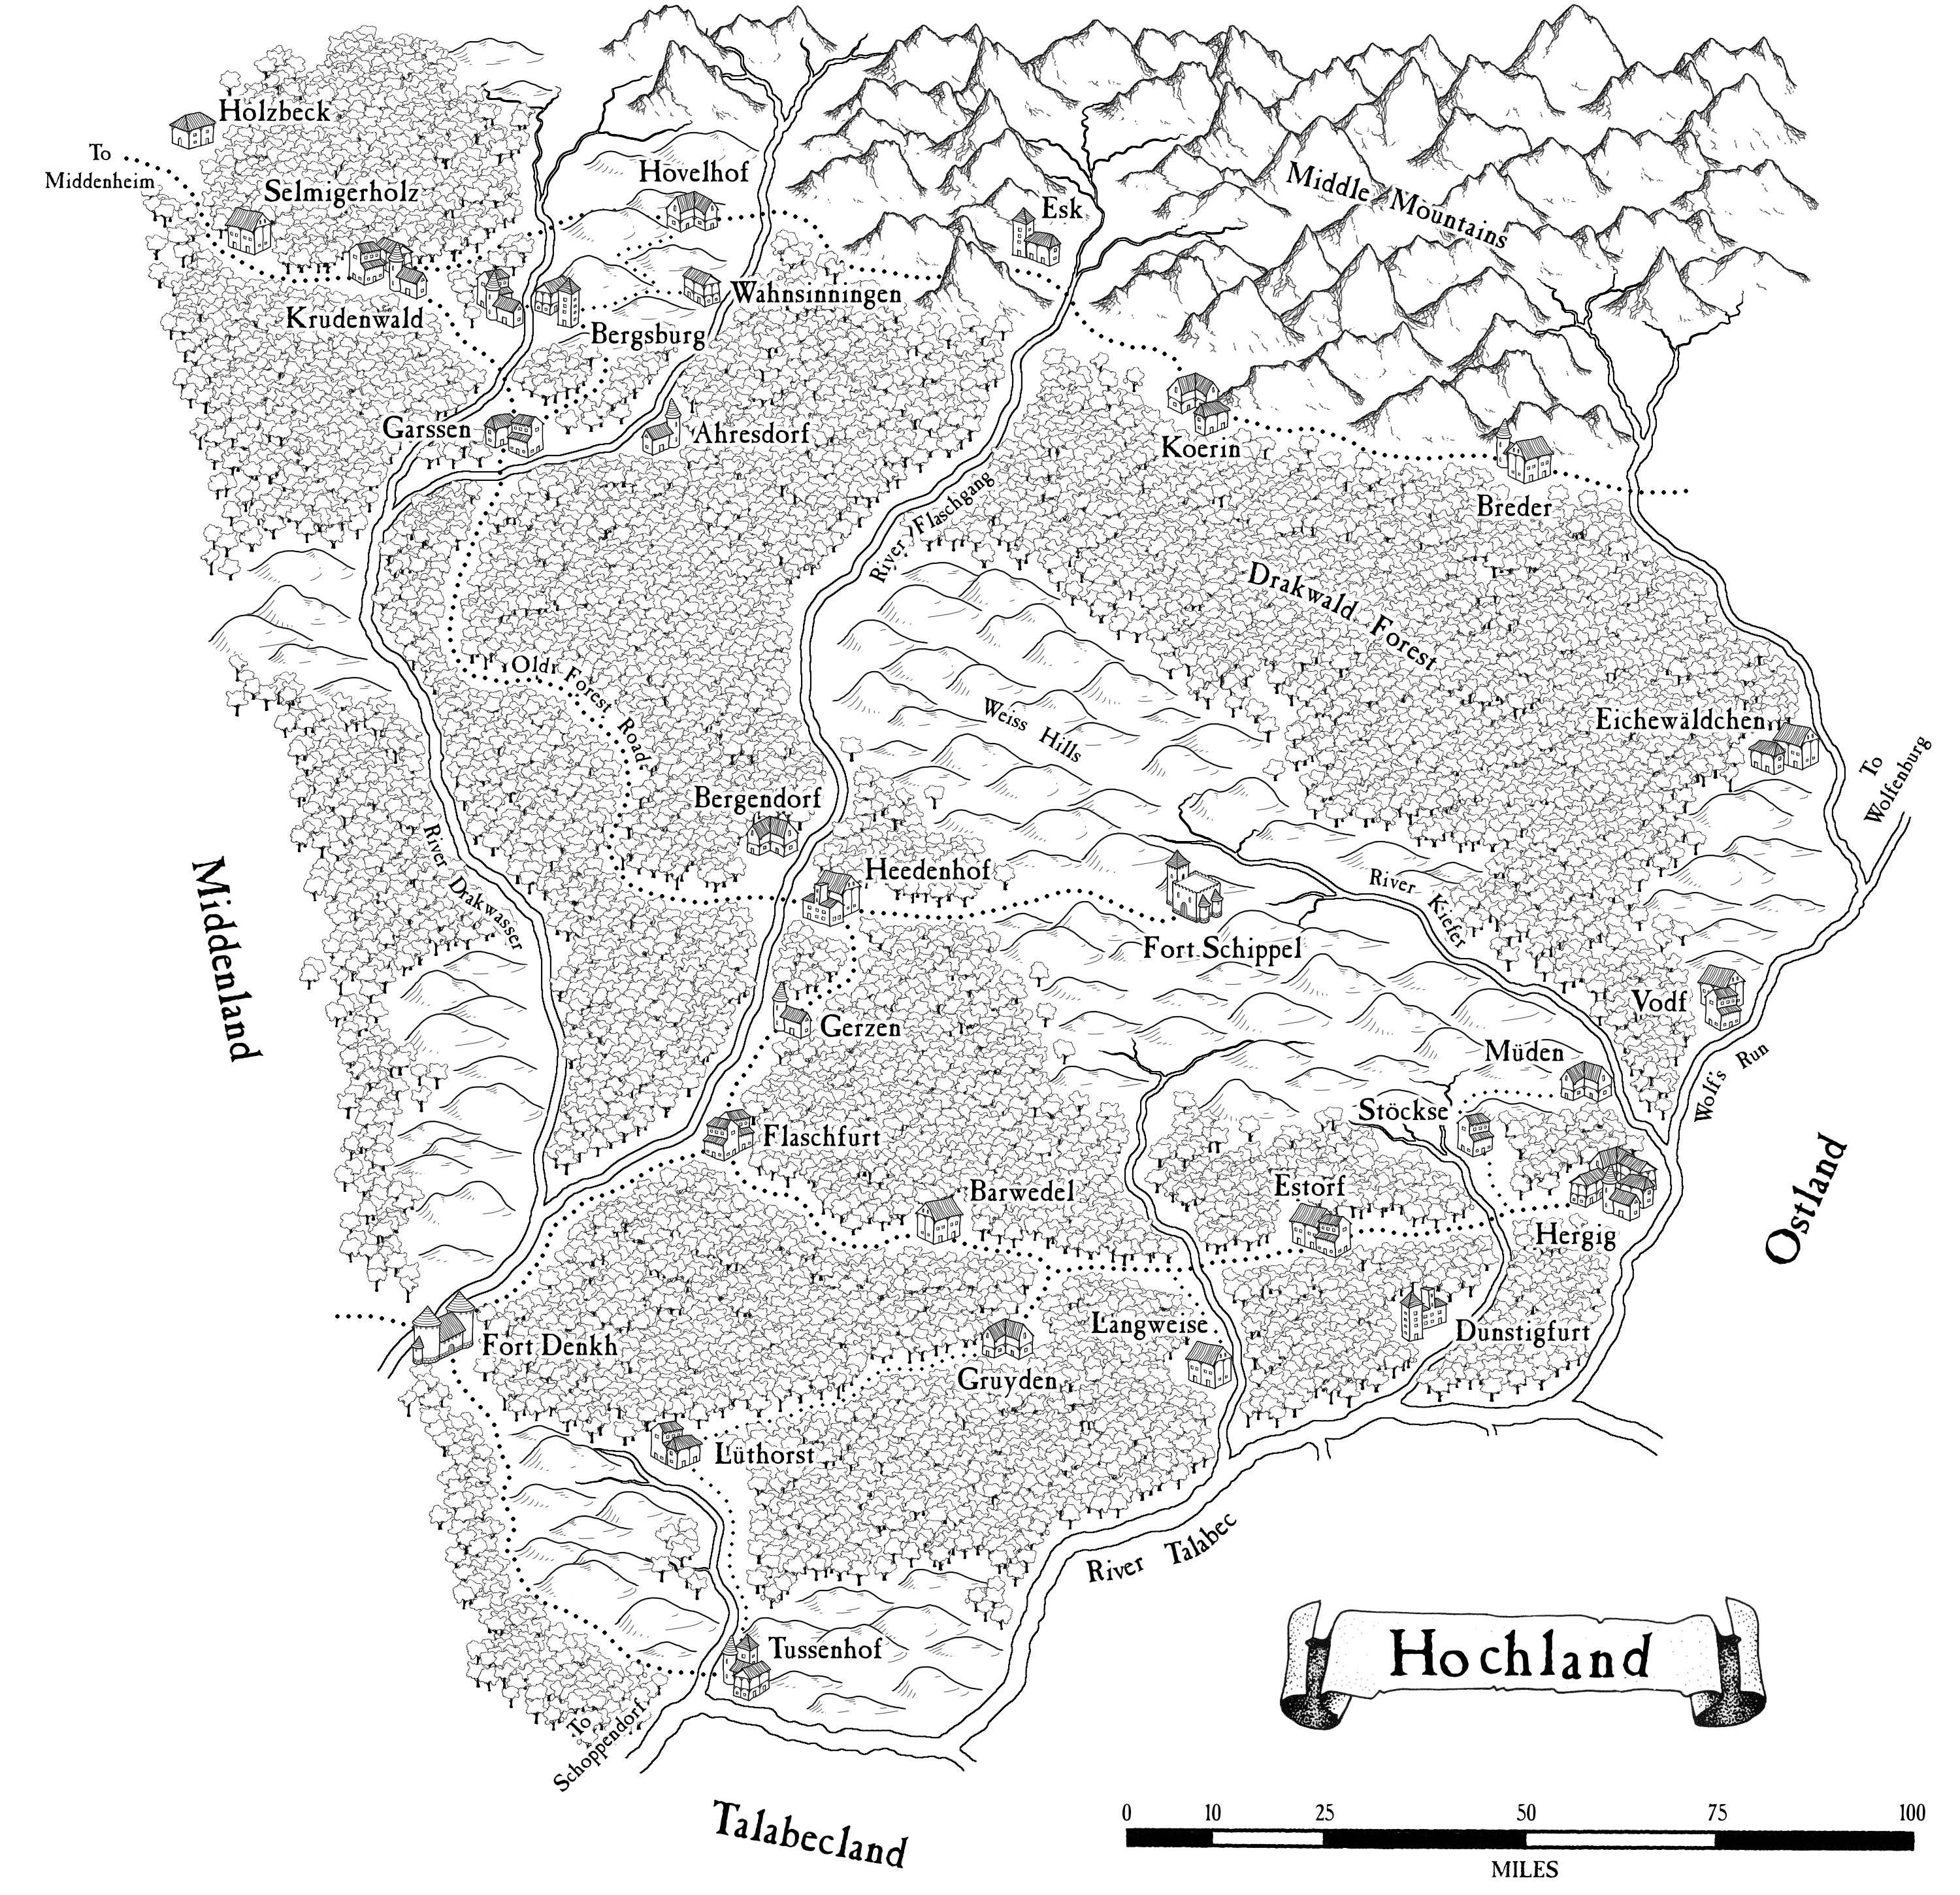 Holzbeck
To
Middenheim
Selmigerholz
Hovelhof
Esk
Middle Mountains
Krudenwald
Wahnsinningen
Bergsburg
Garssen
Ahresdorf
Koerin
Breder
River Flaschgang
Drakwald Forest
Old Forest Road
Weiss Hills
Eichewäldchen
To
Wolfenburg
Bergendorf
River Drakwasser
Heedenhof
River Kiefer
Middenland
Fort Schippel
Vodf
Gerzen
Müden
Wolf's Run
Stöckse
Flaschfurt
Ostland
Barwedel
Estorf
Hergig
Langweise
Dunstigfurt
Fort Denkh
Gruyden
Lüthorst
River Talabec
Tussenhof
Hochland
To
Schoppendorf
Talabecland
0 10 25 50 75 100
MILES